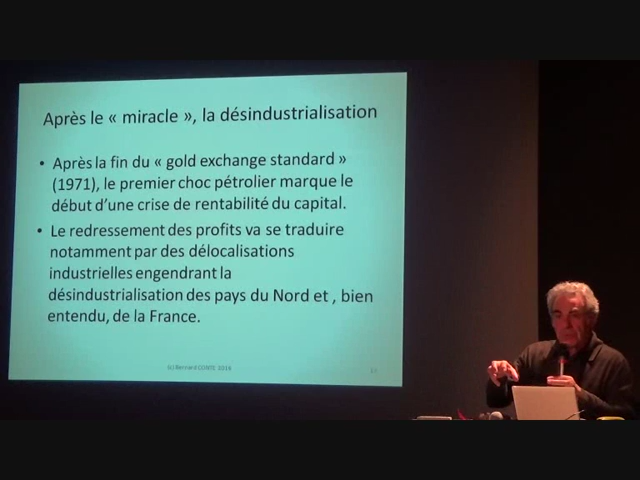 Après le « miracle », la désindustrialisation
• Après la fin du « gold exchange standard »
(1971), le premier choc pétrolier marque le
début d'une crise de rentabilité du capital.
• Le redressement des profits va se traduire
notamment par des délocalisations
industrielles engendrant la
désindustrialisation des pays du Nord et , bien
entendu, de la France.
(c) Bernard CONTE